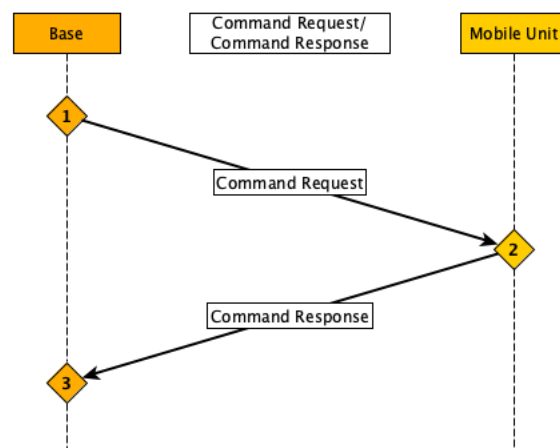 Base
Command Request/
Command Response
Mobile Unit
1
Command Request
2
Command Response
3